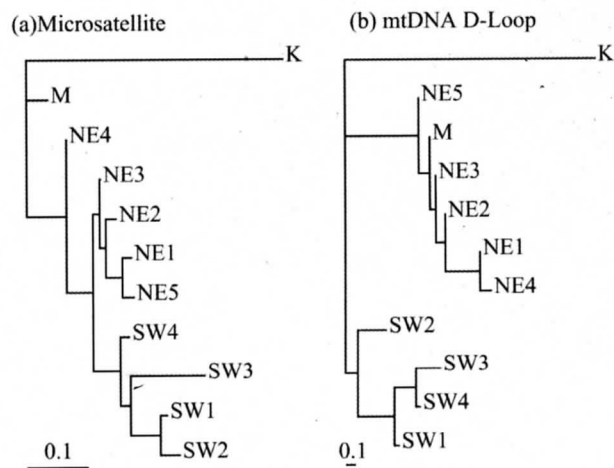 (a)Microsatellite
K
M
NE4
NE3
NE2
NE1
NE5
SW4
SW3
SW1
SW2
0.1
(b) mtDNA D-Loop
K
NE5
M
NE3
NE2
NE1
NE4
SW2
SW3
SW4
SW1
0.1